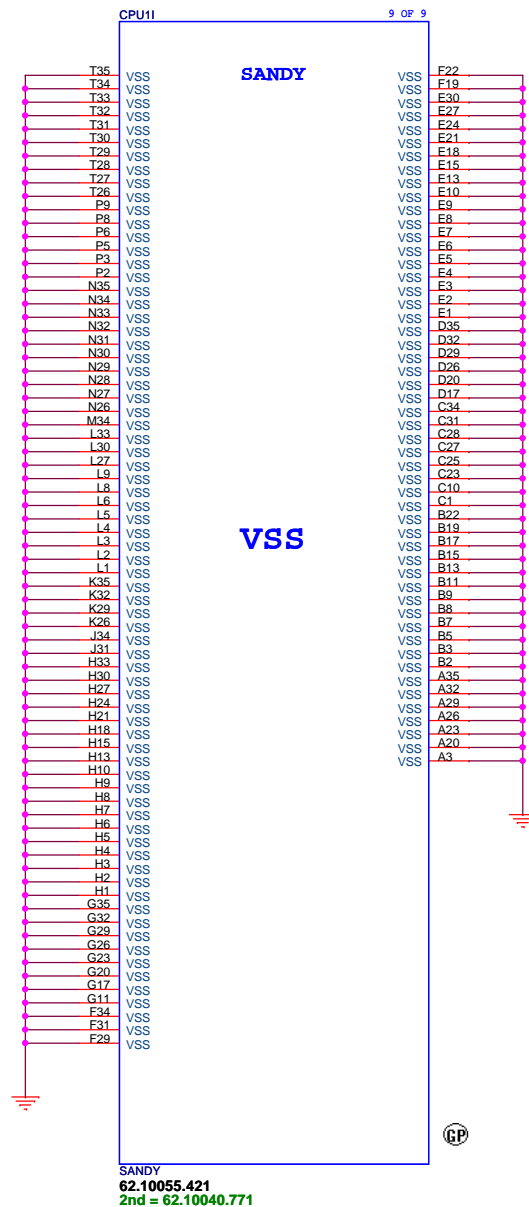 CPU1I 9 OF 9
SANDY
T35 VSS VSS F22
T34 VSS VSS F19
T33 VSS VSS E30
T32 VSS VSS E27
T31 VSS VSS E24
T30 VSS VSS E21
T29 VSS VSS E18
T28 VSS VSS E15
T27 VSS VSS E13
T26 VSS VSS E10
P9 VSS VSS E9
P8 VSS VSS E8
P6 VSS VSS E7
P5 VSS VSS E6
P3 VSS VSS E5
P2 VSS VSS E4
N35 VSS VSS E3
N34 VSS VSS E2
N33 VSS VSS E1
N32 VSS VSS D35
N31 VSS VSS D32
N30 VSS VSS D29
N29 VSS VSS D26
N28 VSS VSS D20
N27 VSS VSS D17
N26 VSS VSS C34
M34 VSS VSS C31
L33 VSS VSS C28
L30 VSS VSS C27
L27 VSS VSS C25
L9 VSS VSS C23
L8 VSS VSS C10
L6 VSS VSS C1
L5 VSS VSS B22
L4 VSS VSS B19
VSS
L3 VSS VSS B17
L2 VSS VSS B15
L1 VSS VSS B13
K35 VSS VSS B11
K32 VSS VSS B9
K29 VSS VSS B8
K26 VSS VSS B7
J34 VSS VSS B5
J31 VSS VSS B3
H33 VSS VSS B2
H30 VSS VSS A35
H27 VSS VSS A32
H24 VSS VSS A29
H21 VSS VSS A26
H18 VSS VSS A23
H15 VSS VSS A20
H13 VSS VSS A3
H10 VSS
H9 VSS
H8 VSS
H7 VSS
H6 VSS
H5 VSS
H4 VSS
H3 VSS
H2 VSS
H1 VSS
G35 VSS
G32 VSS
G29 VSS
G26 VSS
G23 VSS
G20 VSS
G17 VSS
G11 VSS
F34 VSS
F31 VSS
F29 VSS
GP
SANDY
62.10055.421
2nd = 62.10040.771